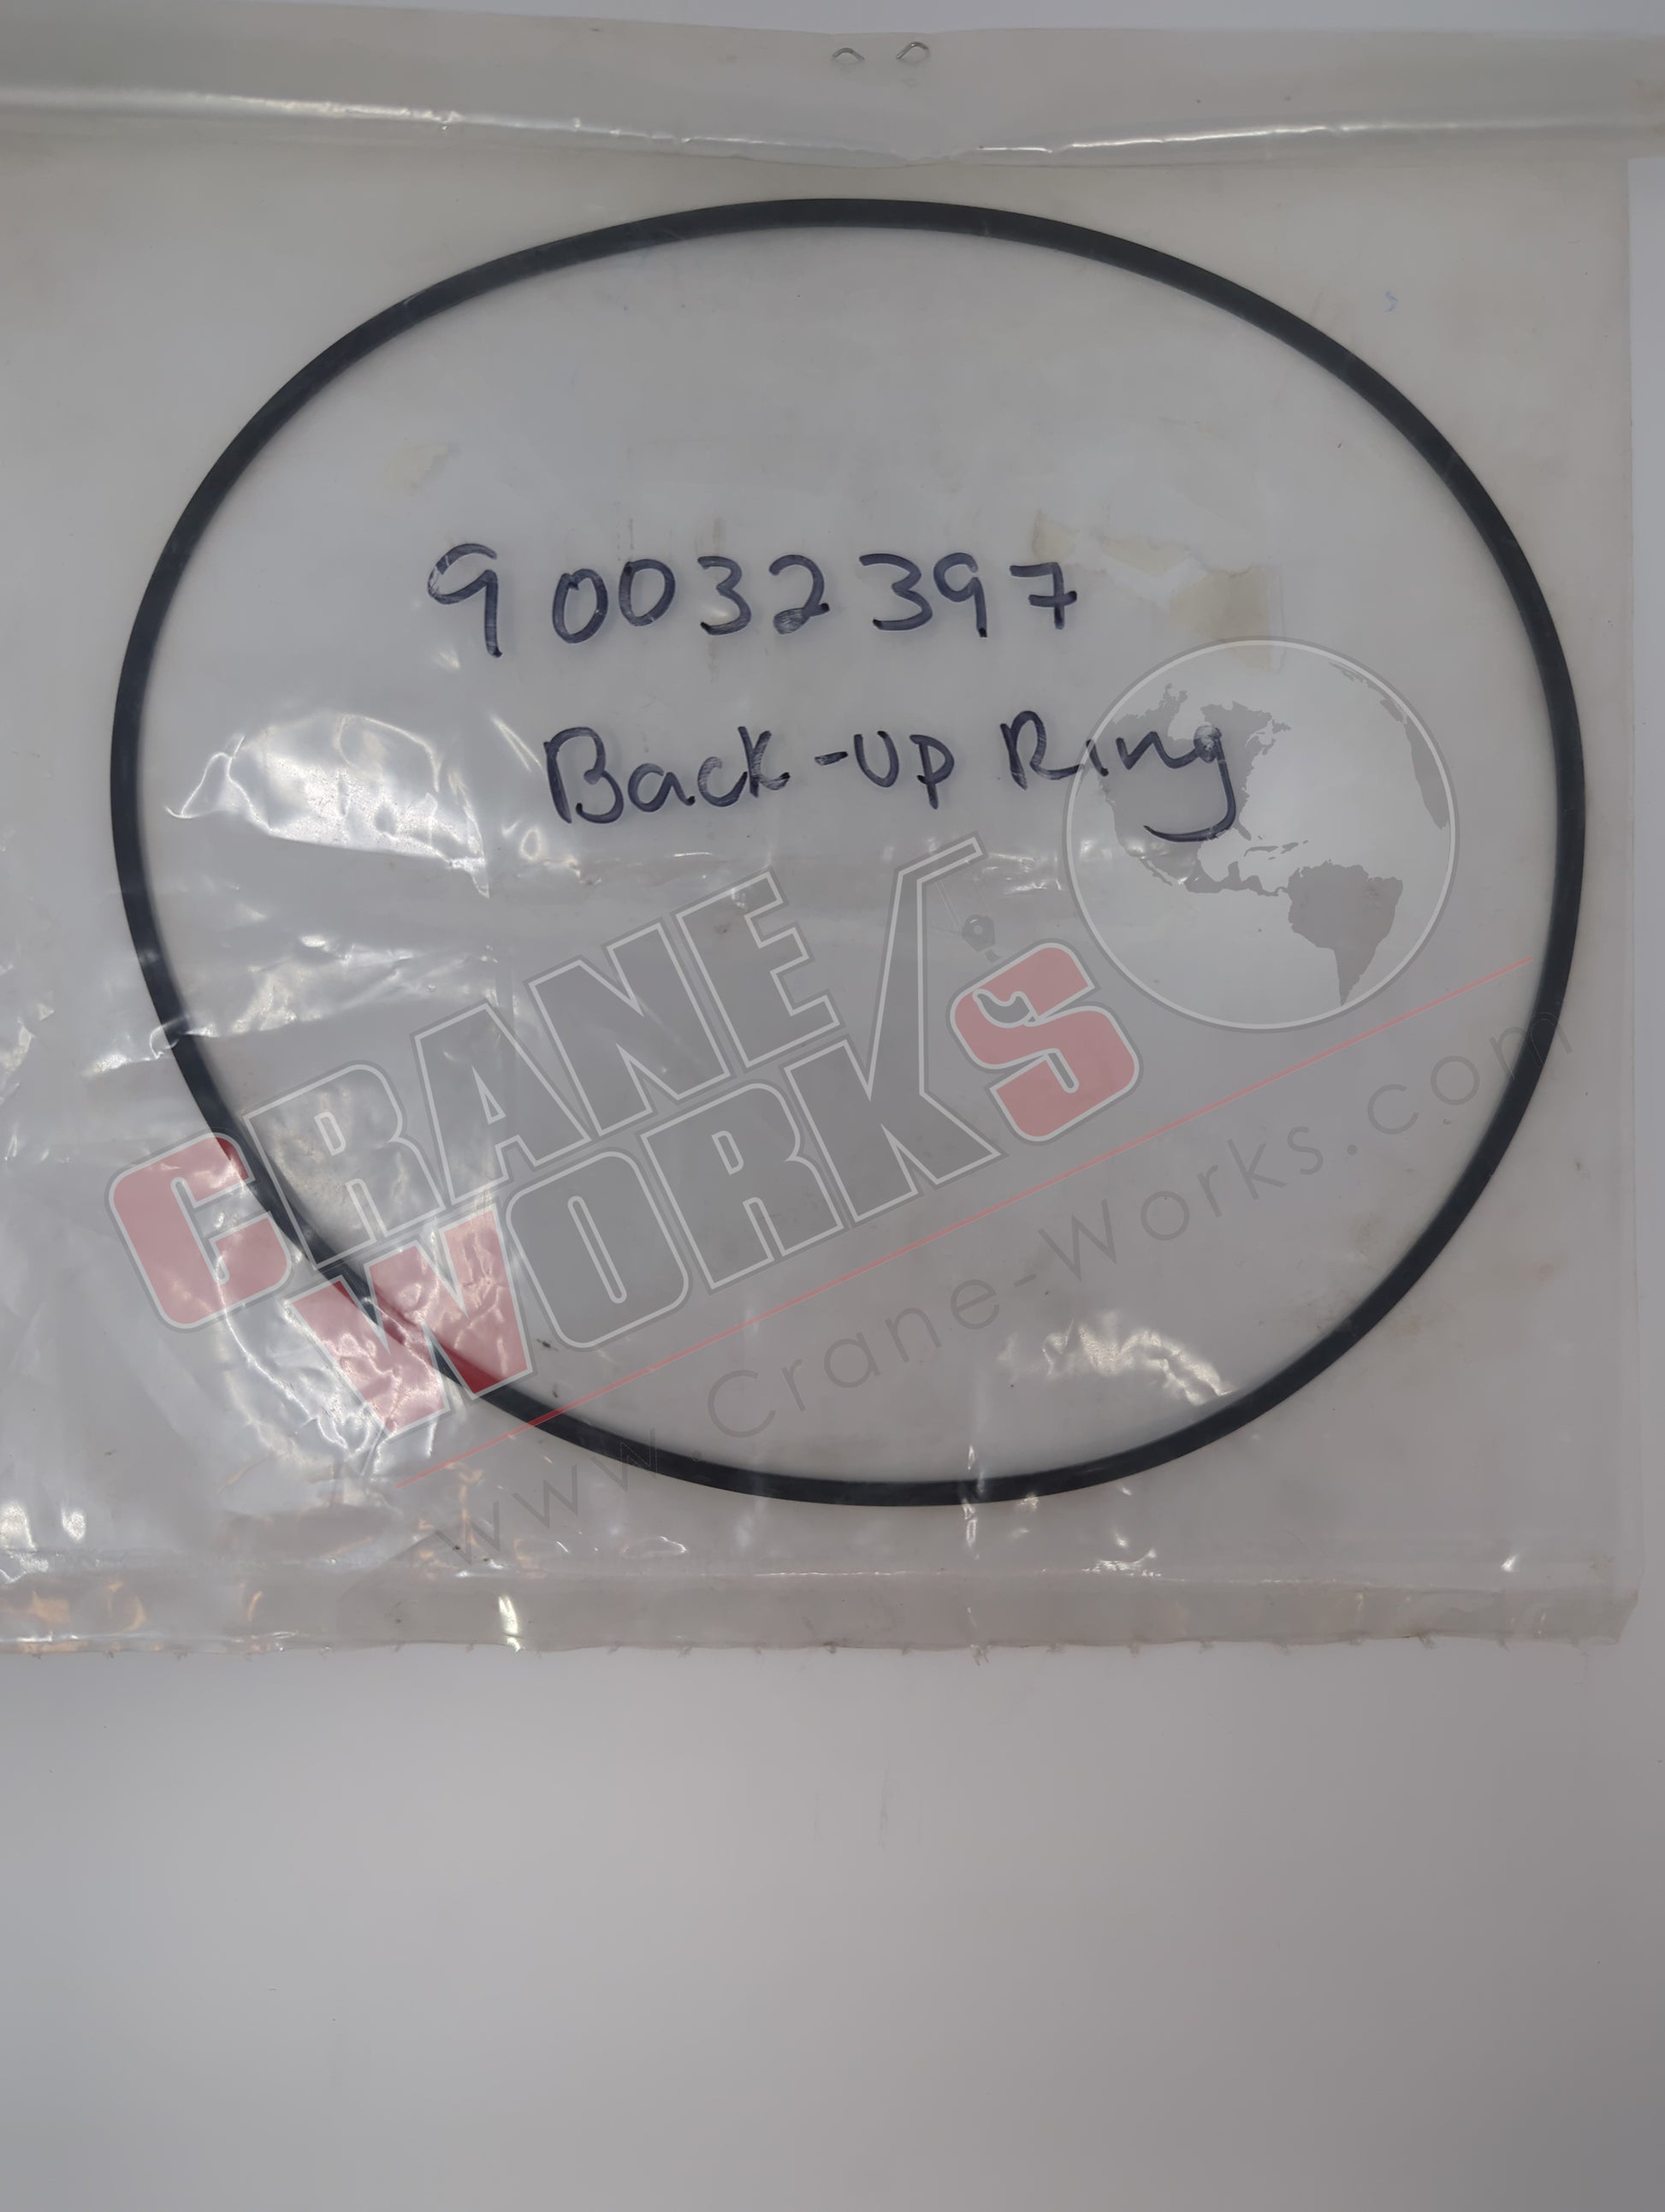 90032397
Back-up Ring
CRANE
WORKS
www.Crane-Works.com